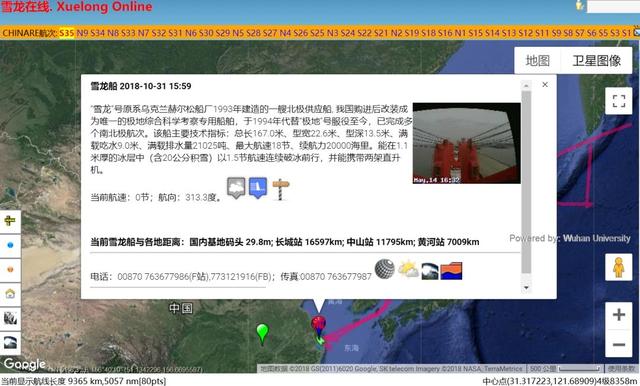 雪龙在线. Xuelong Online
CHINARE航次: S35 N9 S34 N8 S33 N7 S32 S31 N6 S30 S29 N5 S28 S27 S26 N4 S25 N3 S24 S23 S22 S21 N2 S19 S18 S16 N1 S15 S14 S13 S12 S11 S9 S8 S7 S6 S5 S3 S1
地图 卫星图像
雪龙船 2018-10-31 15:59
"雪龙"号原系乌克兰赫尔松船厂1993年建造的一艘北极供应船, 我国购进后改装成
为唯一的极地综合科学考察专用船舶，于1994年代替"极地"号服役至今，已完成多
个南北极航次。该船主要技术指标：总长167.0米、型宽22.6米、型深13.5米、满
载吃水9.0米、满载排水量21025吨、最大航速18节、续航力20000海里。能在1.1
米厚的冰层中（含20公分积雪）以1.5节航速连续破冰前行，并能携带两架直升
机。
May,14 16:32
当前航速：0节；航向：313.3度。
当前雪龙船与各地距离：国内基地码头 29.8m; 长城站 16597km; 中山站 11795km; 黄河站 7009km
Powered by: Wuhan University
电话：00870 763677986(F站),773121916(FB)；传真:00870 763677987
中国
黄海
东海
Google
地图数据 ©2018 GS(2011)6020 Google, SK telecom Imagery ©2018 NASA, TerraMetrics 500 公里 使用条款
当前显示航线长度 9365 km,5057 nm [80pts]
中心点(31.317233,121.68909)4级8358m